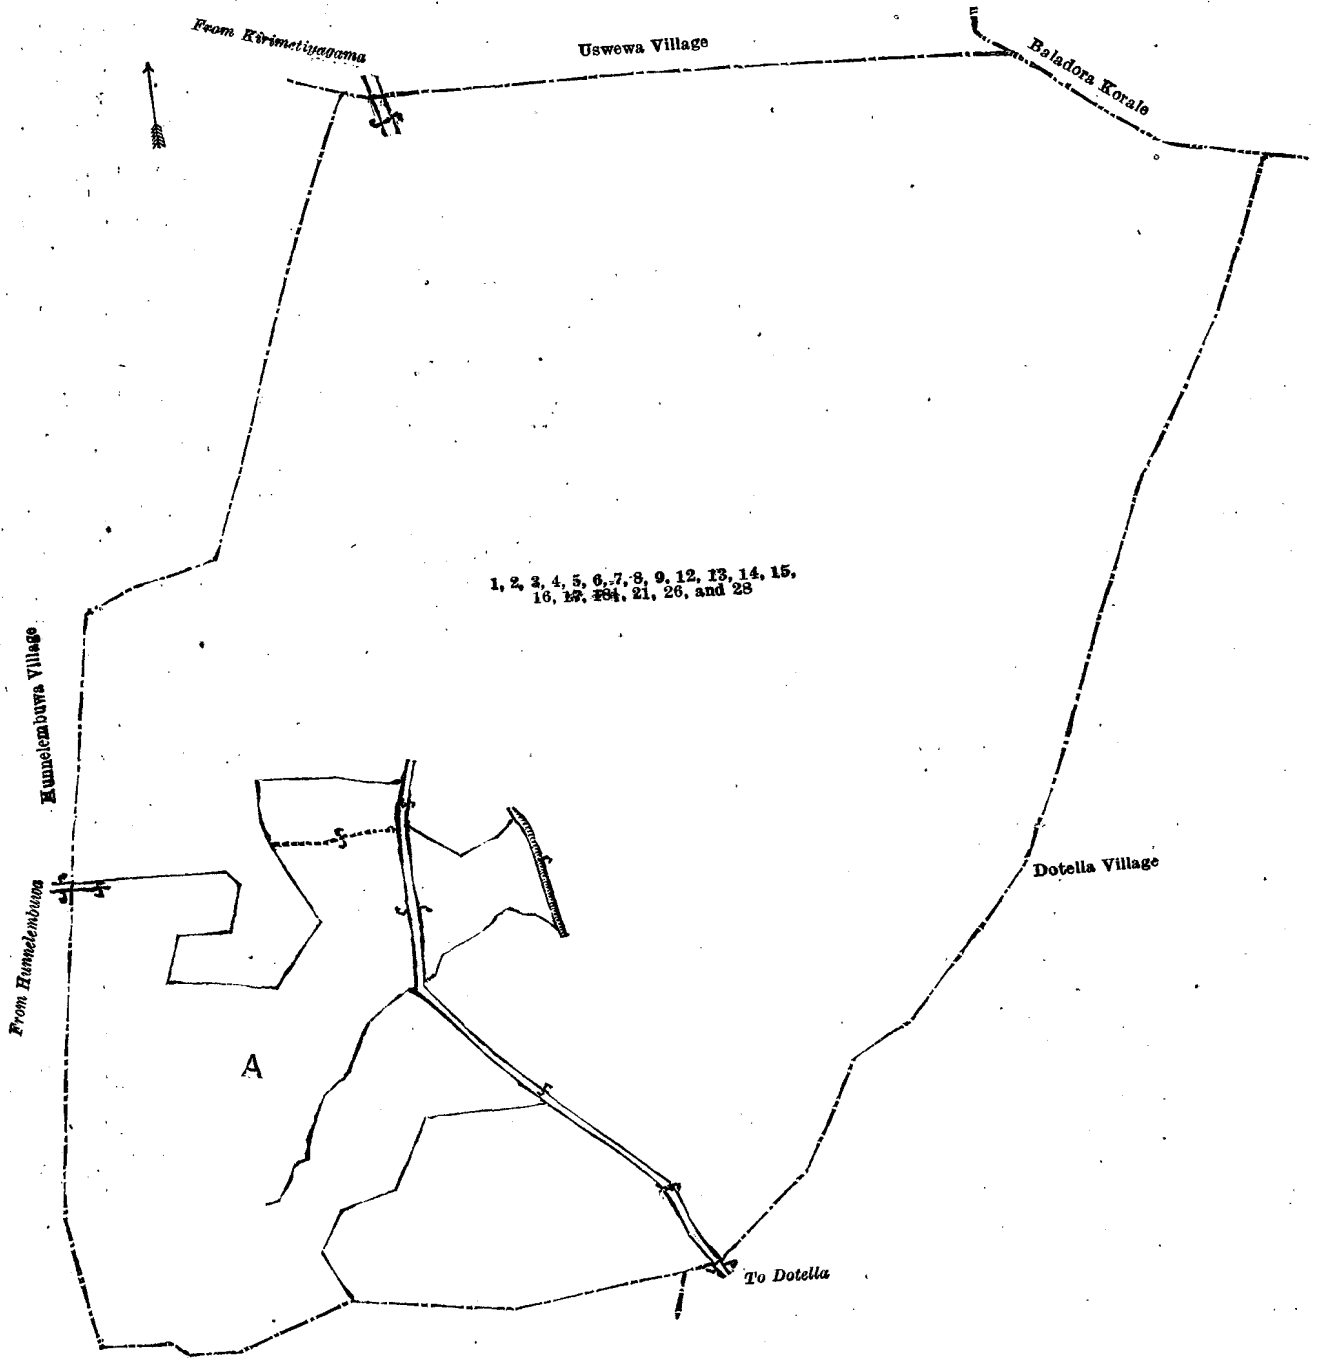 From Kirimetiyagama
Uswewa Village
Baladora Korale
1, 2, 3, 4, 5, 6, 7, 8, 9, 12, 13, 14, 15,
16, 17, 21, 26, and 28
Hunnelembuwa Village
Dotella Village
From Hunnelembuwa
A
To Dotella